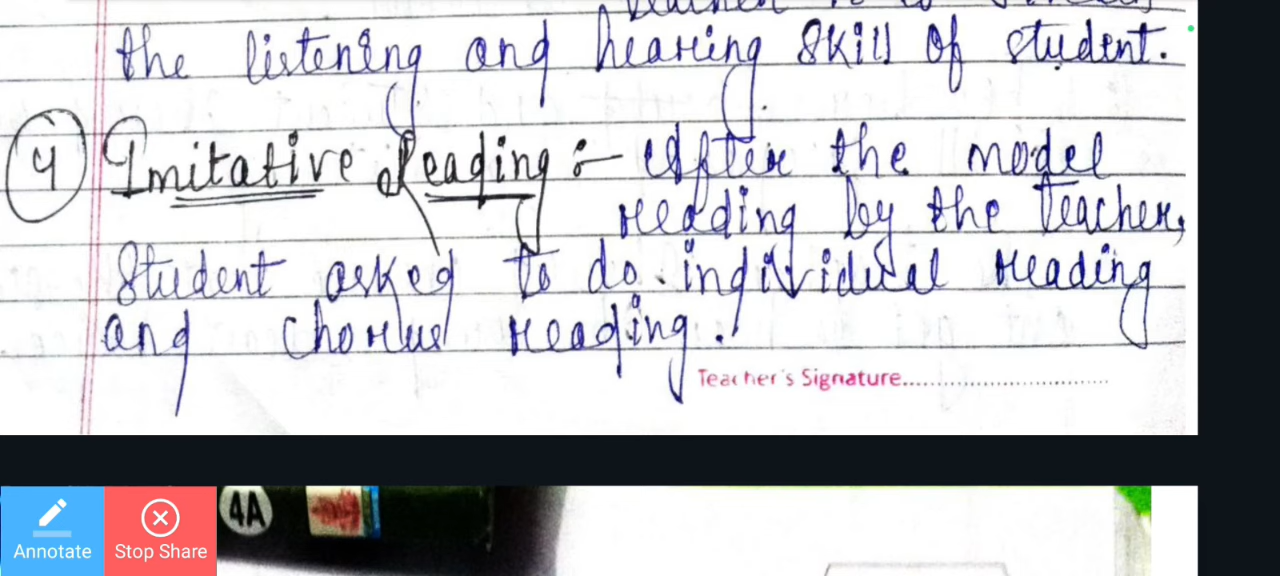 the listening and hearing skill of student.
4 Imitative Reading :- After the model
reading by the teacher,
Student asked to do individual reading
and chorus reading.
Teacher's Signature
4A
Annotate
Stop Share